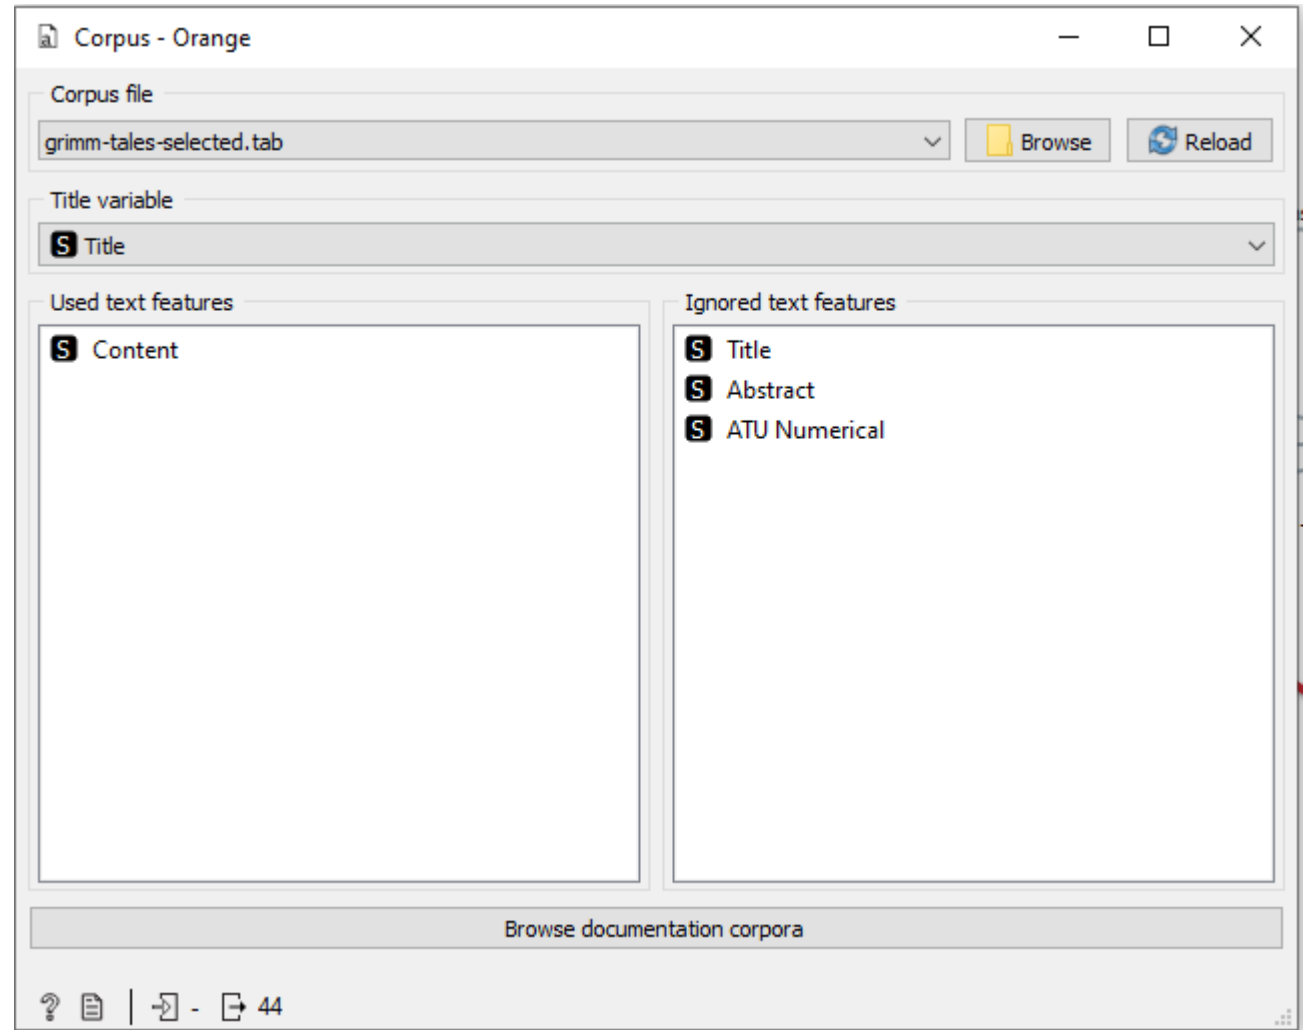 Corpus - Orange
Corpus file
grimm-tales-selected.tab
Browse
Reload
Title variable
S Title
Used text features
Ignored text features
S Content
S Title
S Abstract
S ATU Numerical
Browse documentation corpora
? - 44